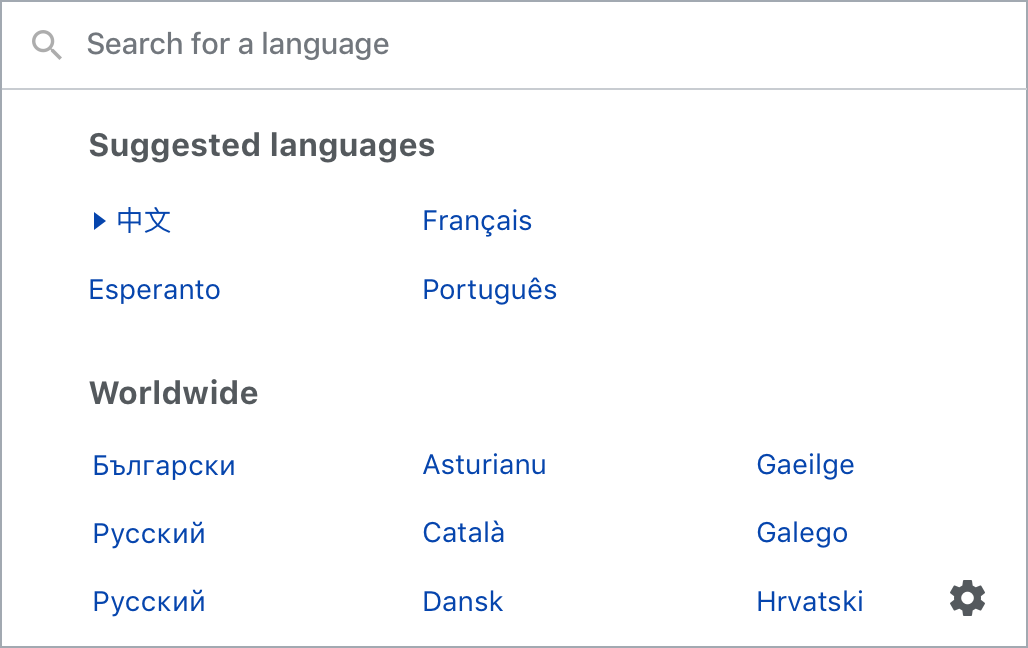 Search for a language
Suggested languages
中文 Français
Esperanto Português
Worldwide
Български Asturianu Gaeilge
Русский Català Galego
Русский Dansk Hrvatski